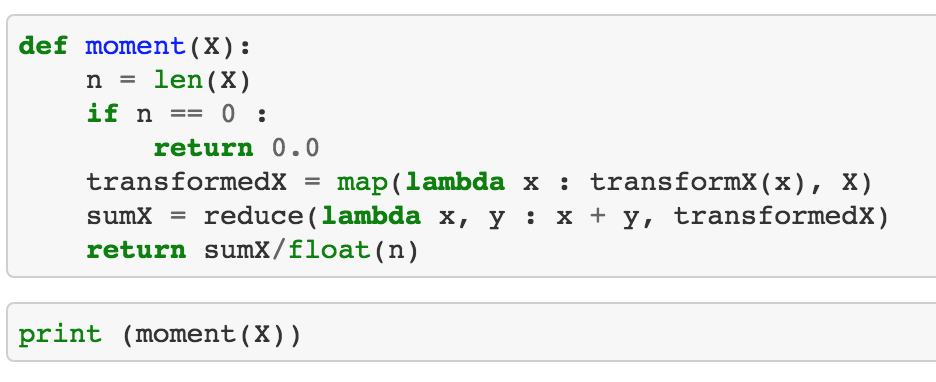 def moment(X):
    n = len(X)
    if n == 0 :
        return 0.0
    transformedX = map(lambda x : transformX(x), X)
    sumX = reduce(lambda x, y : x + y, transformedX)
    return sumX/float(n)
print (moment(X))